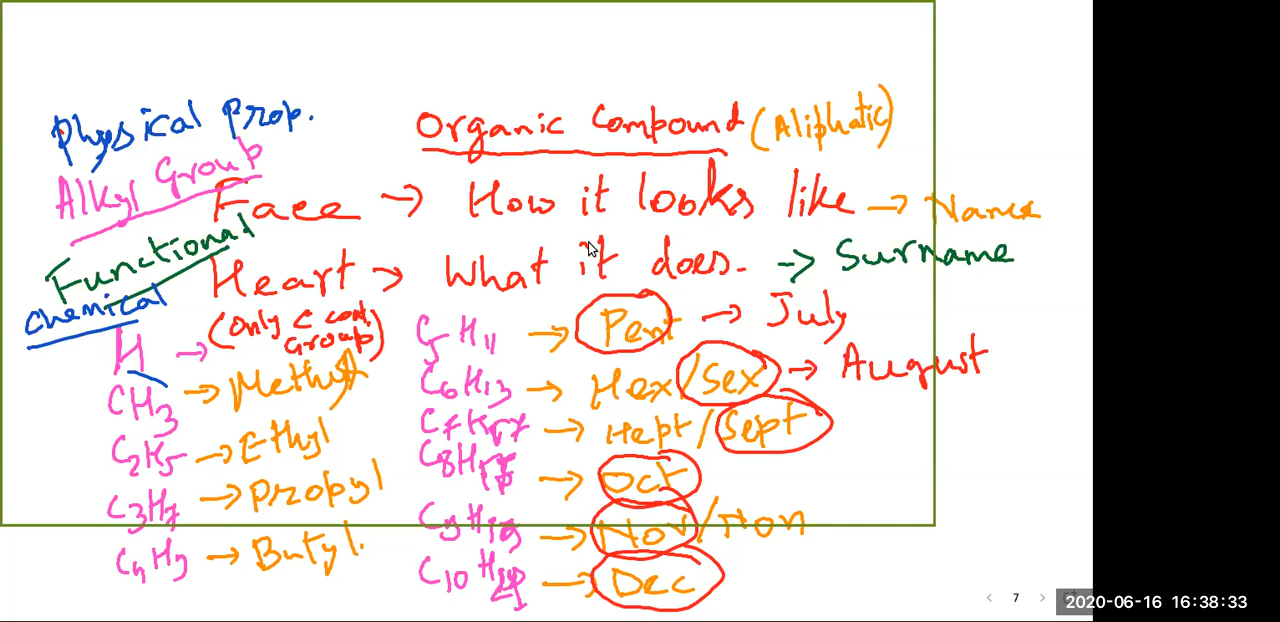 Physical Prop.
Organic Compound (Aliphatic)
Alkyl Group
Face → How it looks like → Names
Functional
Heart → What it does. → Surname
Chemical
(Only C cont. group)
H →
CH3 → Methyl
C2H5 → Ethyl
C3H7 → Propyl
C4H9 → Butyl.
C5H11 → Pent → July
C6H13 → Hex/Sex → August
→ Hept/Sept
→ Oct
→ Nov/Non
C10H21 → Dec
7
2020-06-16 16:38:33